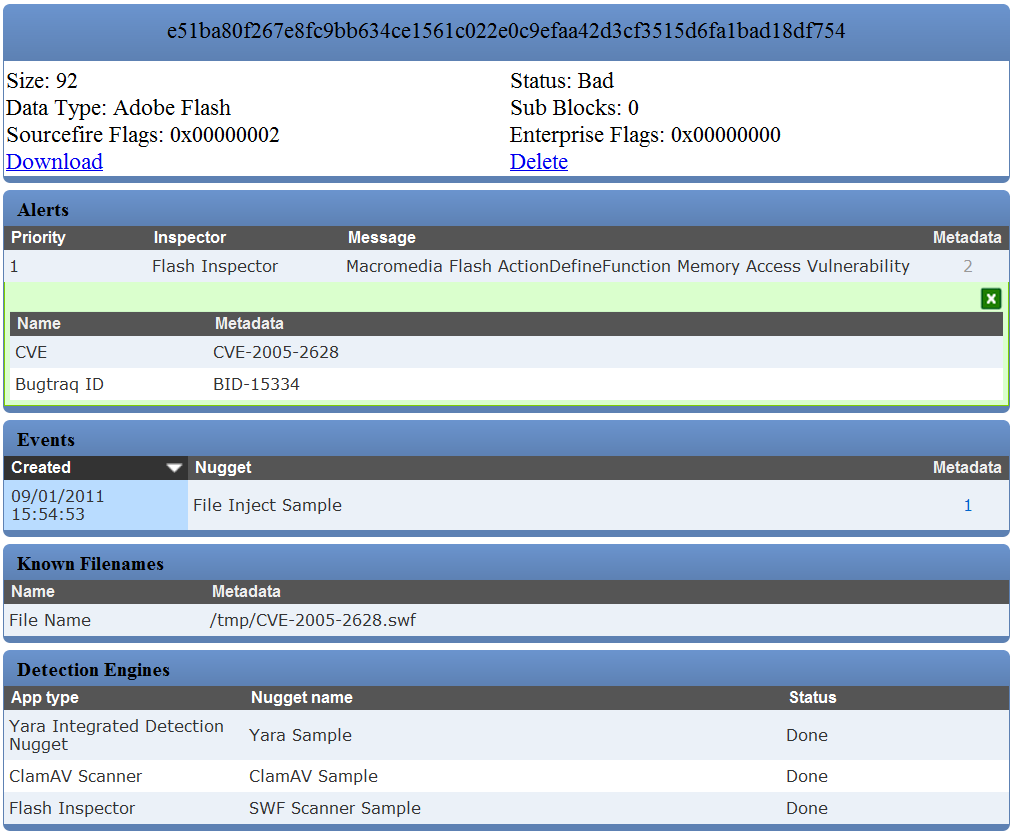 e51ba80f267e8fc9bb634ce1561c022e0c9efaa42d3cf3515d6fa1bad18df754
Size: 92
Status: Bad
Data Type: Adobe Flash
Sub Blocks: 0
Sourcefire Flags: 0x00000002
Enterprise Flags: 0x00000000
Download
Delete
Alerts
Priority Inspector Message Metadata
1 Flash Inspector Macromedia Flash ActionDefineFunction Memory Access Vulnerability 2
x
Name Metadata
CVE CVE-2005-2628
Bugtraq ID BID-15334
Events
Created Nugget Metadata
09/01/2011
15:54:53
File Inject Sample 1
Known Filenames
Name Metadata
File Name /tmp/CVE-2005-2628.swf
Detection Engines
App type Nugget name Status
Yara Integrated Detection
Nugget
Yara Sample Done
ClamAV Scanner ClamAV Sample Done
Flash Inspector SWF Scanner Sample Done